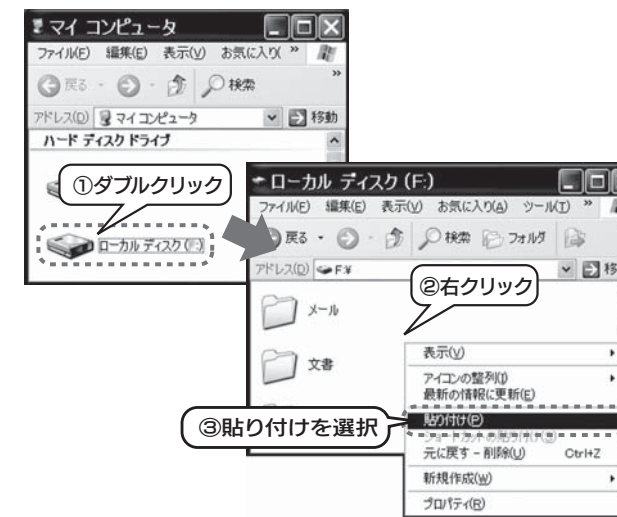 マイ コンピュータ
ファイル(F) 編集(E) 表示(V) お気に入り( »
戻る 検索 »
アドレス(D) マイ コンピュータ 移動
ハード ディスク ドライブ
①ダブルクリック
ローカル ディスク (F:)
ローカル ディスク (F:)
ファイル(F) 編集(E) 表示(V) お気に入り(A) ツール(T) »
戻る 検索 フォルダ
アドレス(D) F:¥ 移
②右クリック
メール
文書
表示(V)
アイコンの整列(I)
最新の情報に更新(E)
③貼り付けを選択
貼り付け(P)
元に戻す - 削除(U) Ctrl+Z
新規作成(W)
プロパティ(R)